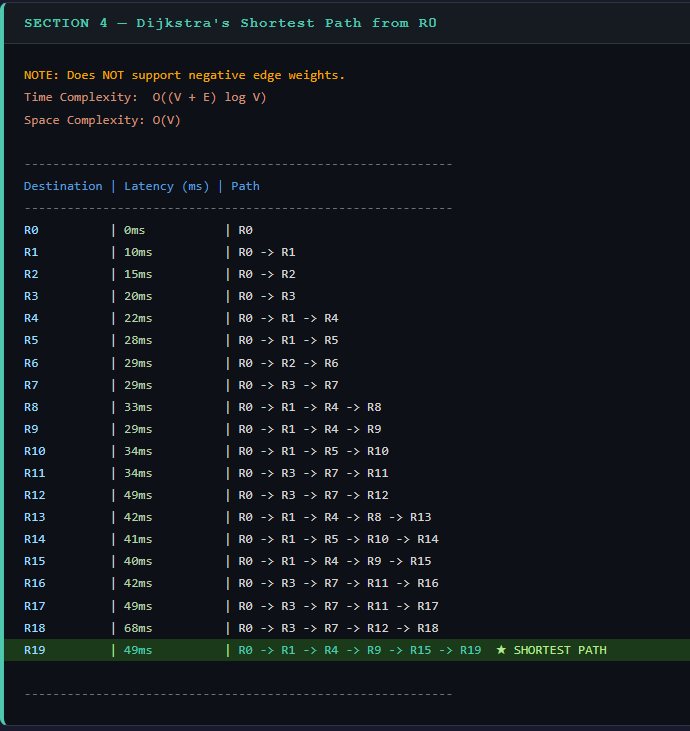 SECTION 4 — Dijkstra's Shortest Path from R0
NOTE: Does NOT support negative edge weights.
Time Complexity:  O((V + E) log V)
Space Complexity: O(V)
------------------------------------------------------------
Destination | Latency (ms) | Path
------------------------------------------------------------
R0          | 0ms           | R0
R1          | 10ms          | R0 -> R1
R2          | 15ms          | R0 -> R2
R3          | 20ms          | R0 -> R3
R4          | 22ms          | R0 -> R1 -> R4
R5          | 28ms          | R0 -> R1 -> R5
R6          | 29ms          | R0 -> R2 -> R6
R7          | 29ms          | R0 -> R3 -> R7
R8          | 33ms          | R0 -> R1 -> R4 -> R8
R9          | 29ms          | R0 -> R1 -> R4 -> R9
R10         | 34ms          | R0 -> R1 -> R5 -> R10
R11         | 34ms          | R0 -> R3 -> R7 -> R11
R12         | 49ms          | R0 -> R3 -> R7 -> R12
R13         | 42ms          | R0 -> R1 -> R4 -> R8 -> R13
R14         | 41ms          | R0 -> R1 -> R5 -> R10 -> R14
R15         | 40ms          | R0 -> R1 -> R4 -> R9 -> R15
R16         | 42ms          | R0 -> R3 -> R7 -> R11 -> R16
R17         | 49ms          | R0 -> R3 -> R7 -> R11 -> R17
R18         | 68ms          | R0 -> R3 -> R7 -> R12 -> R18
R19         | 49ms          | R0 -> R1 -> R4 -> R9 -> R15 -> R19  ★ SHORTEST PATH
------------------------------------------------------------